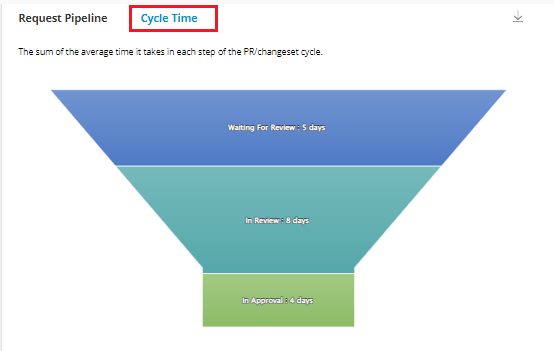 Request Pipeline
Cycle Time
The sum of the average time it takes in each step of the PR/changeset cycle.
Waiting For Review : 5 days
In Review : 8 days
In Approval : 4 days